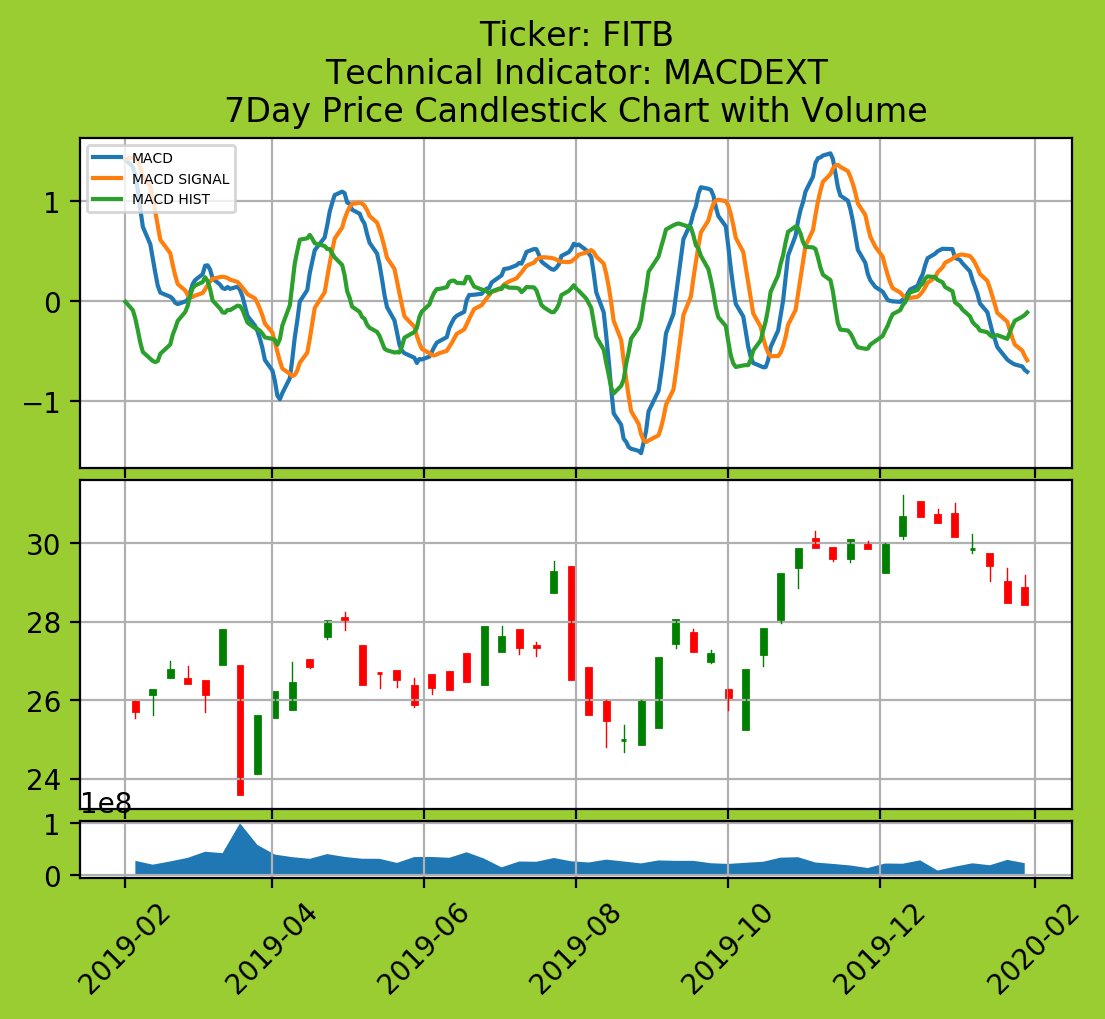 Ticker: FITB
Technical Indicator: MACDEXT
7Day Price Candlestick Chart with Volume
MACD
MACD SIGNAL
MACD HIST
1
0
−1
30
28
26
24
1e8
1
0
2019-02
2019-04
2019-06
2019-08
2019-10
2019-12
2020-02